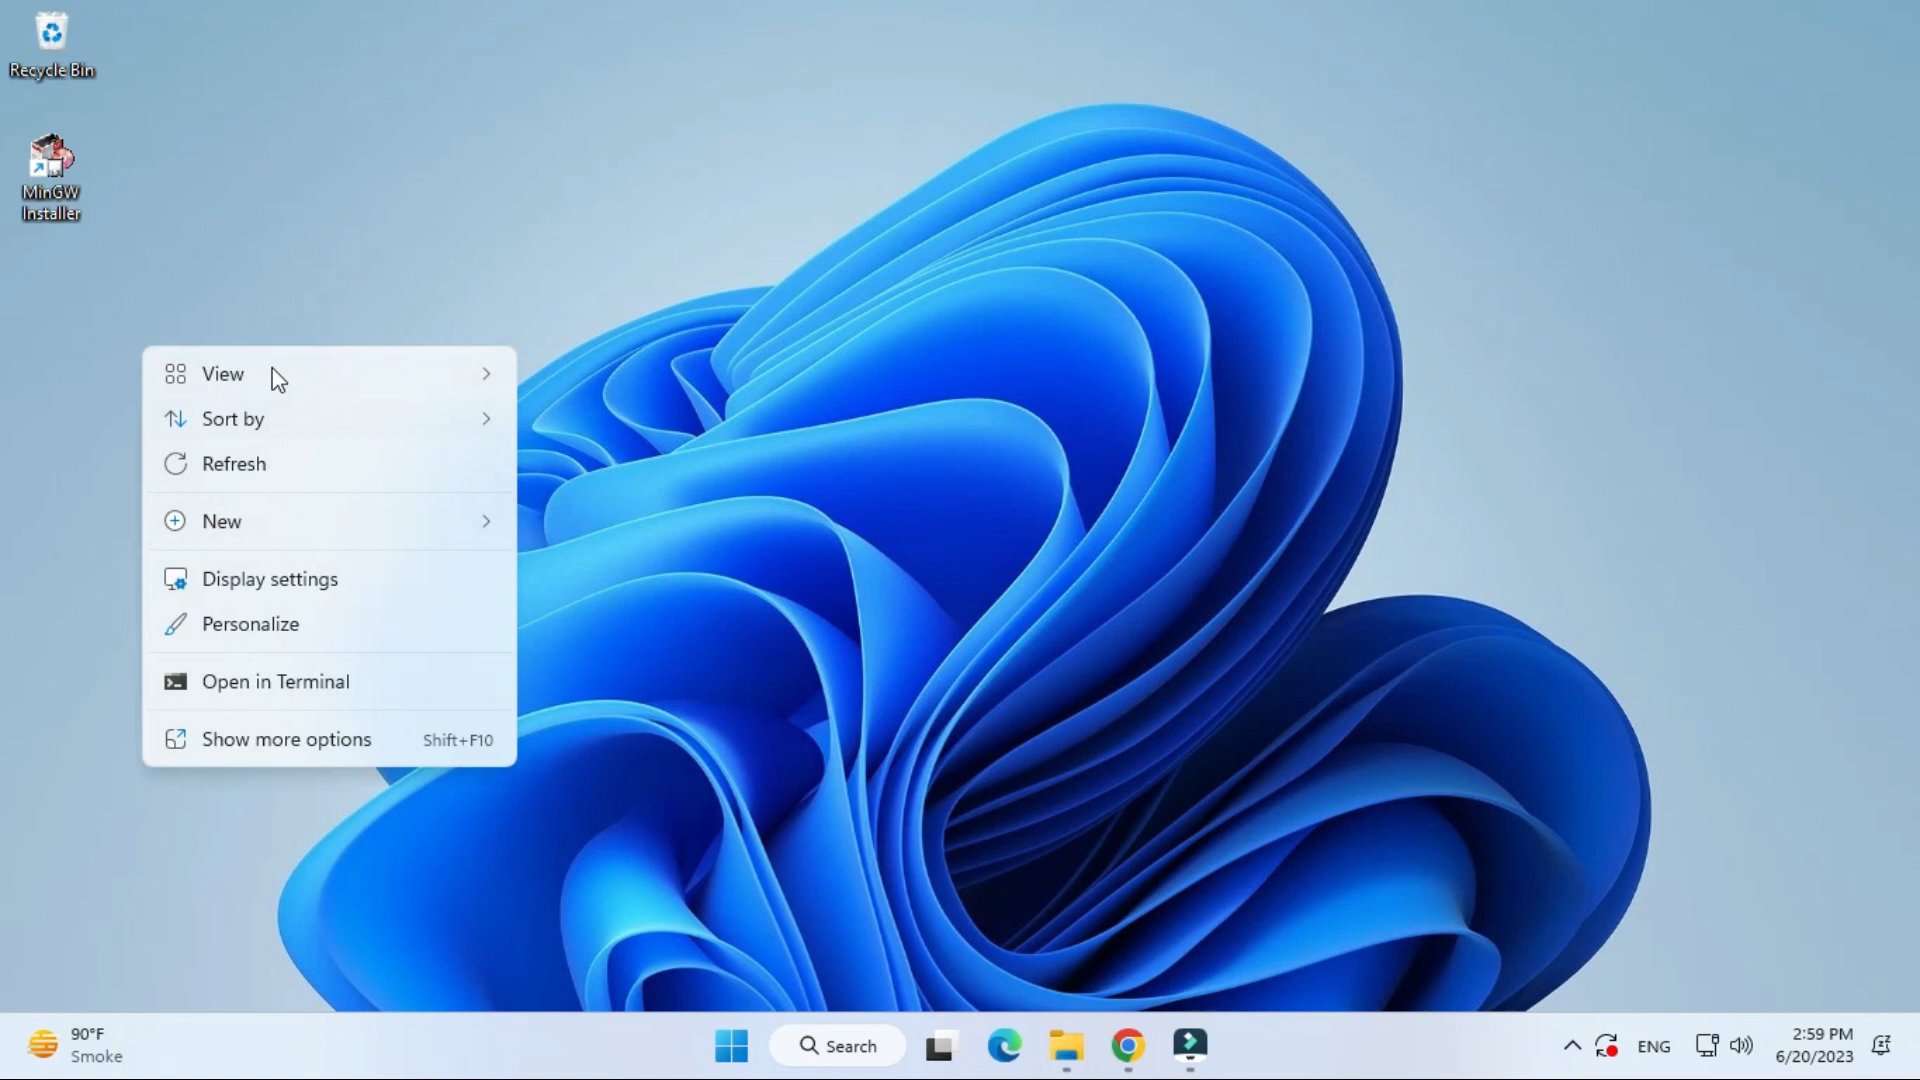 Recycle Bin
MinGW
Installer
View
Sort by
Refresh
New
Display settings
Personalize
Open in Terminal
Show more options Shift+F10
90°F
Smoke
Search
ENG
2:59 PM
6/20/2023